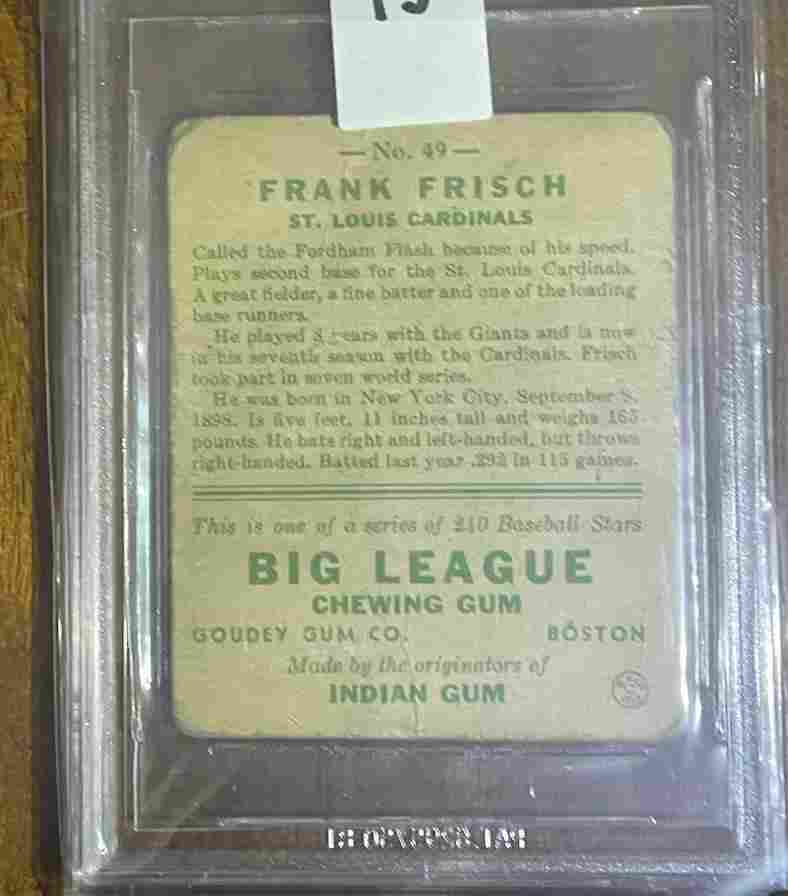 — No. 49 —
FRANK FRISCH
ST. LOUIS CARDINALS
Called the Fordham Flash because of his speed.
Plays second base for the St. Louis Cardinals.
A great fielder, a fine batter and one of the leading
base runners.
He played 8 years with the Giants and is now
in his seventh season with the Cardinals. Frisch
took part in seven world series.
He was born in New York City, September
1898. Is five feet, 11 inches tall and weighs 165
pounds. He bats right and left-handed, but throws
right-handed. Batted last year .292 in 115 games.
This is one of a series of 240 Baseball Stars
BIG LEAGUE
CHEWING GUM
GOUDEY GUM CO. BOSTON
Made by the originators of
INDIAN GUM